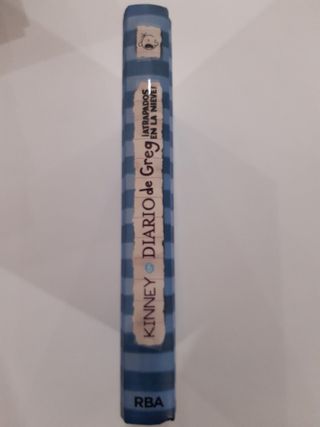 KINNEY DIARIO de Greg
¡ATRAPADOS
EN LA NIEVE!
RBA